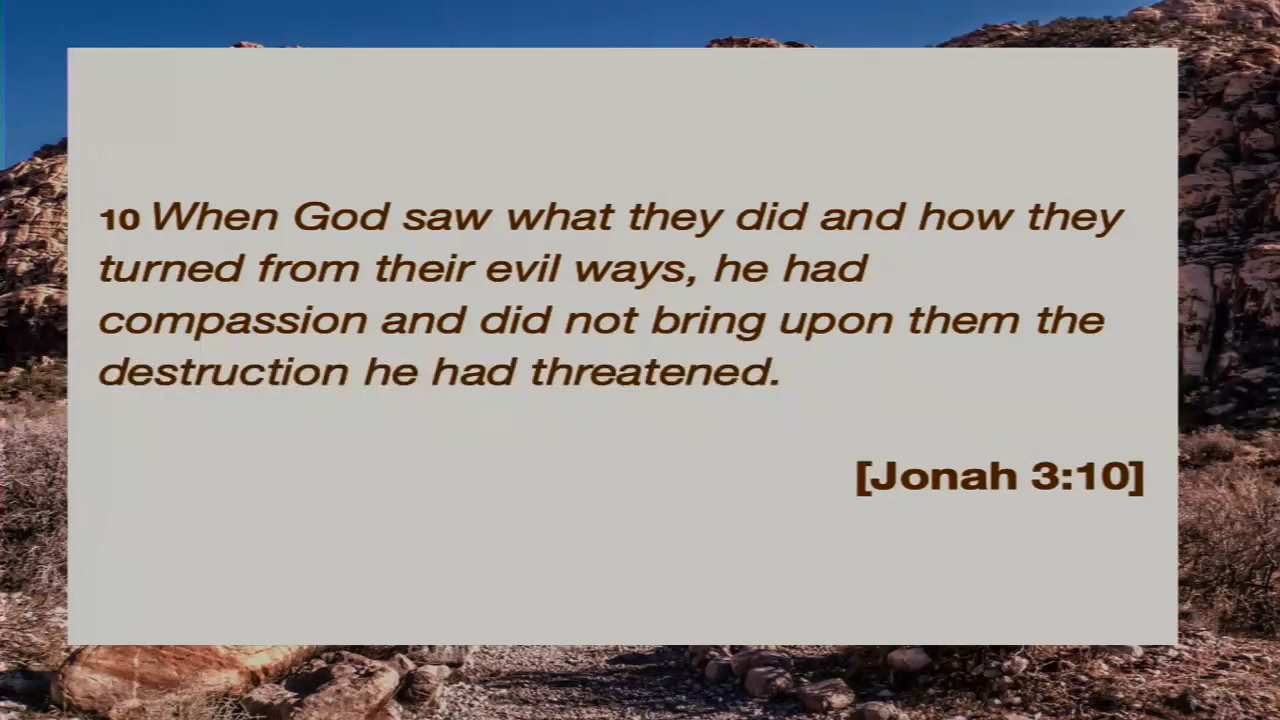 10 When God saw what they did and how they
turned from their evil ways, he had
compassion and did not bring upon them the
destruction he had threatened.
[Jonah 3:10]